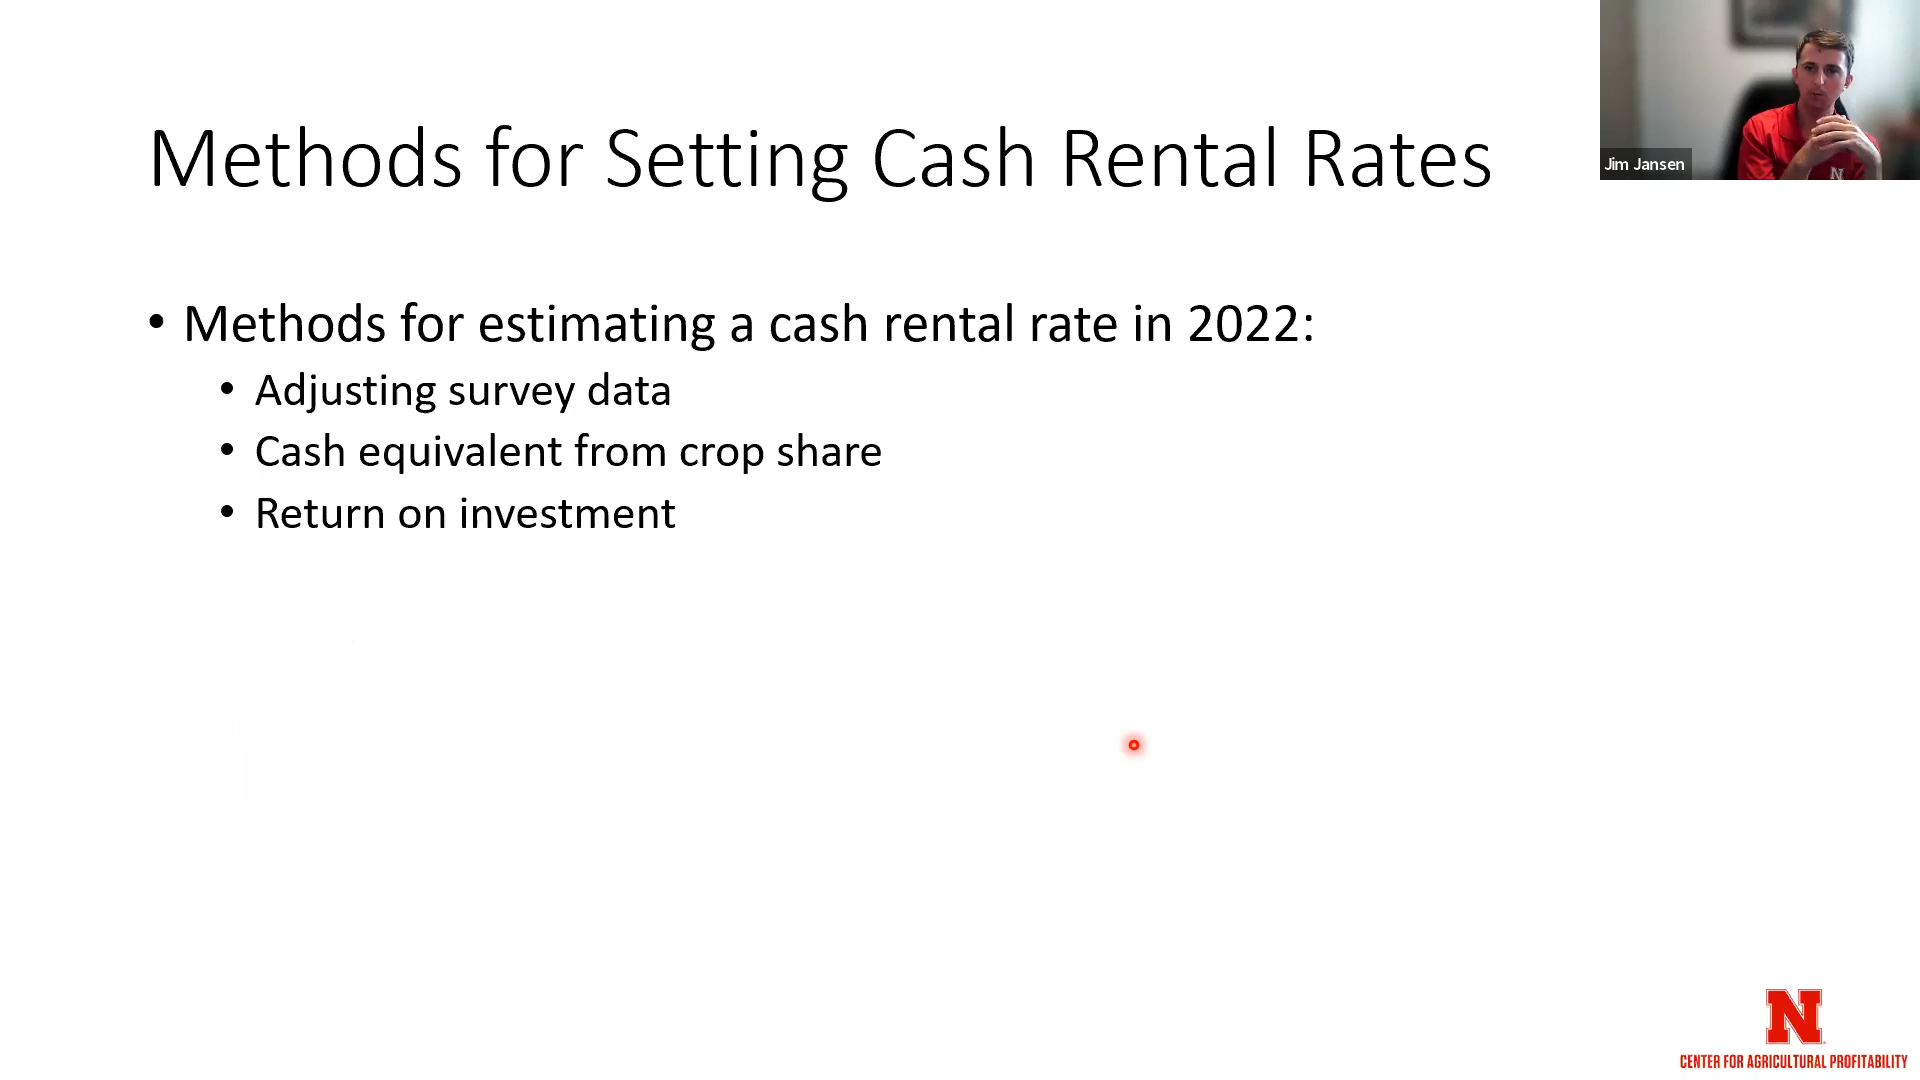 Methods for Setting Cash Rental Rates
Jim Jansen
N
• Methods for estimating a cash rental rate in 2022:
• Adjusting survey data
• Cash equivalent from crop share
• Return on investment
N
CENTER FOR AGRICULTURAL PROFITABILITY